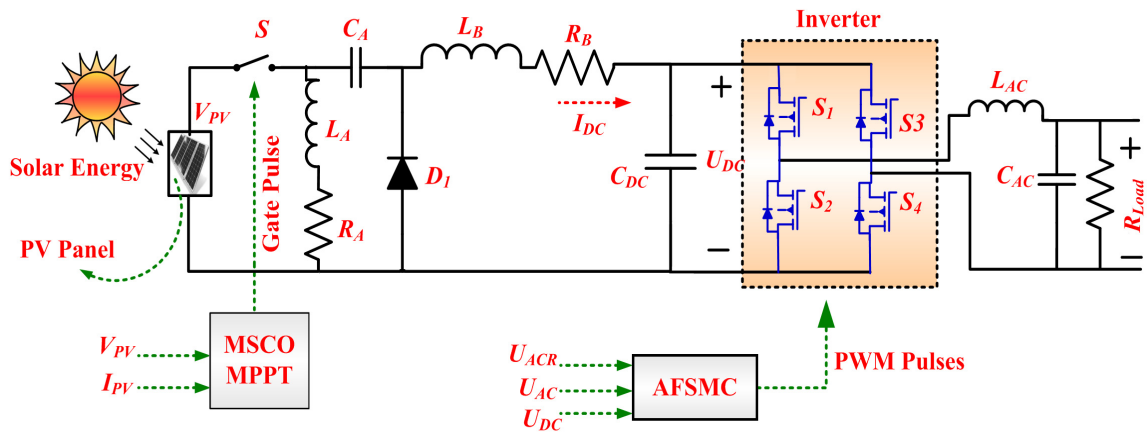 Inverter
S
C_A
L_B
R_B
V_PV
L_A
I_DC
S_1
S3
L_AC
Solar Energy
Gate Pulse
D_1
C_DC
U_DC
S_2
S_4
C_AC
R_Load
R_A
PV Panel
V_PV
I_PV
MSCO
MPPT
U_ACR
U_AC
U_DC
AFSMC
PWM Pulses